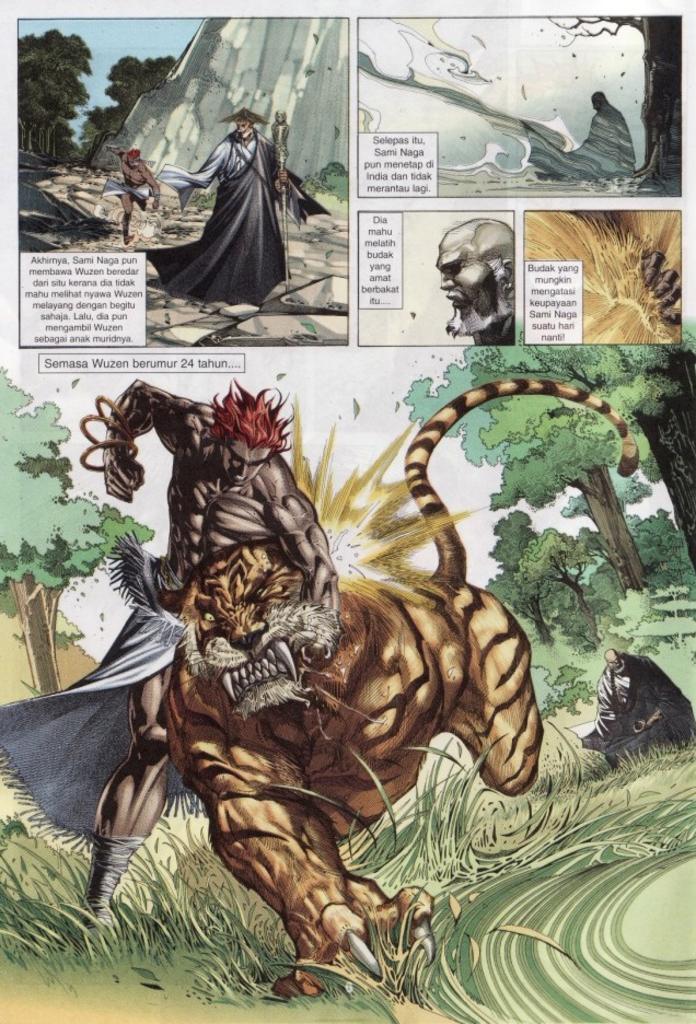 Akhirnya, Sami Naga pun
membawa Wuzen beredar
dari situ kerana dia tidak
mahu melihat nyawa Wuzen
melayang dengan begitu
sahaja. Lalu, dia pun
mengambil Wuzen
sebagai anak muridnya.
Selepas itu,
Sami Naga
pun menetap di
India dan tidak
merantau lagi.
Dia
mahu
melatih
budak
yang
amat
berbakat
itu....
Budak yang
mungkin
mengatasi
keupayaan
Sami Naga
suatu hari
nanti!
Semasa Wuzen berumur 24 tahun....
6